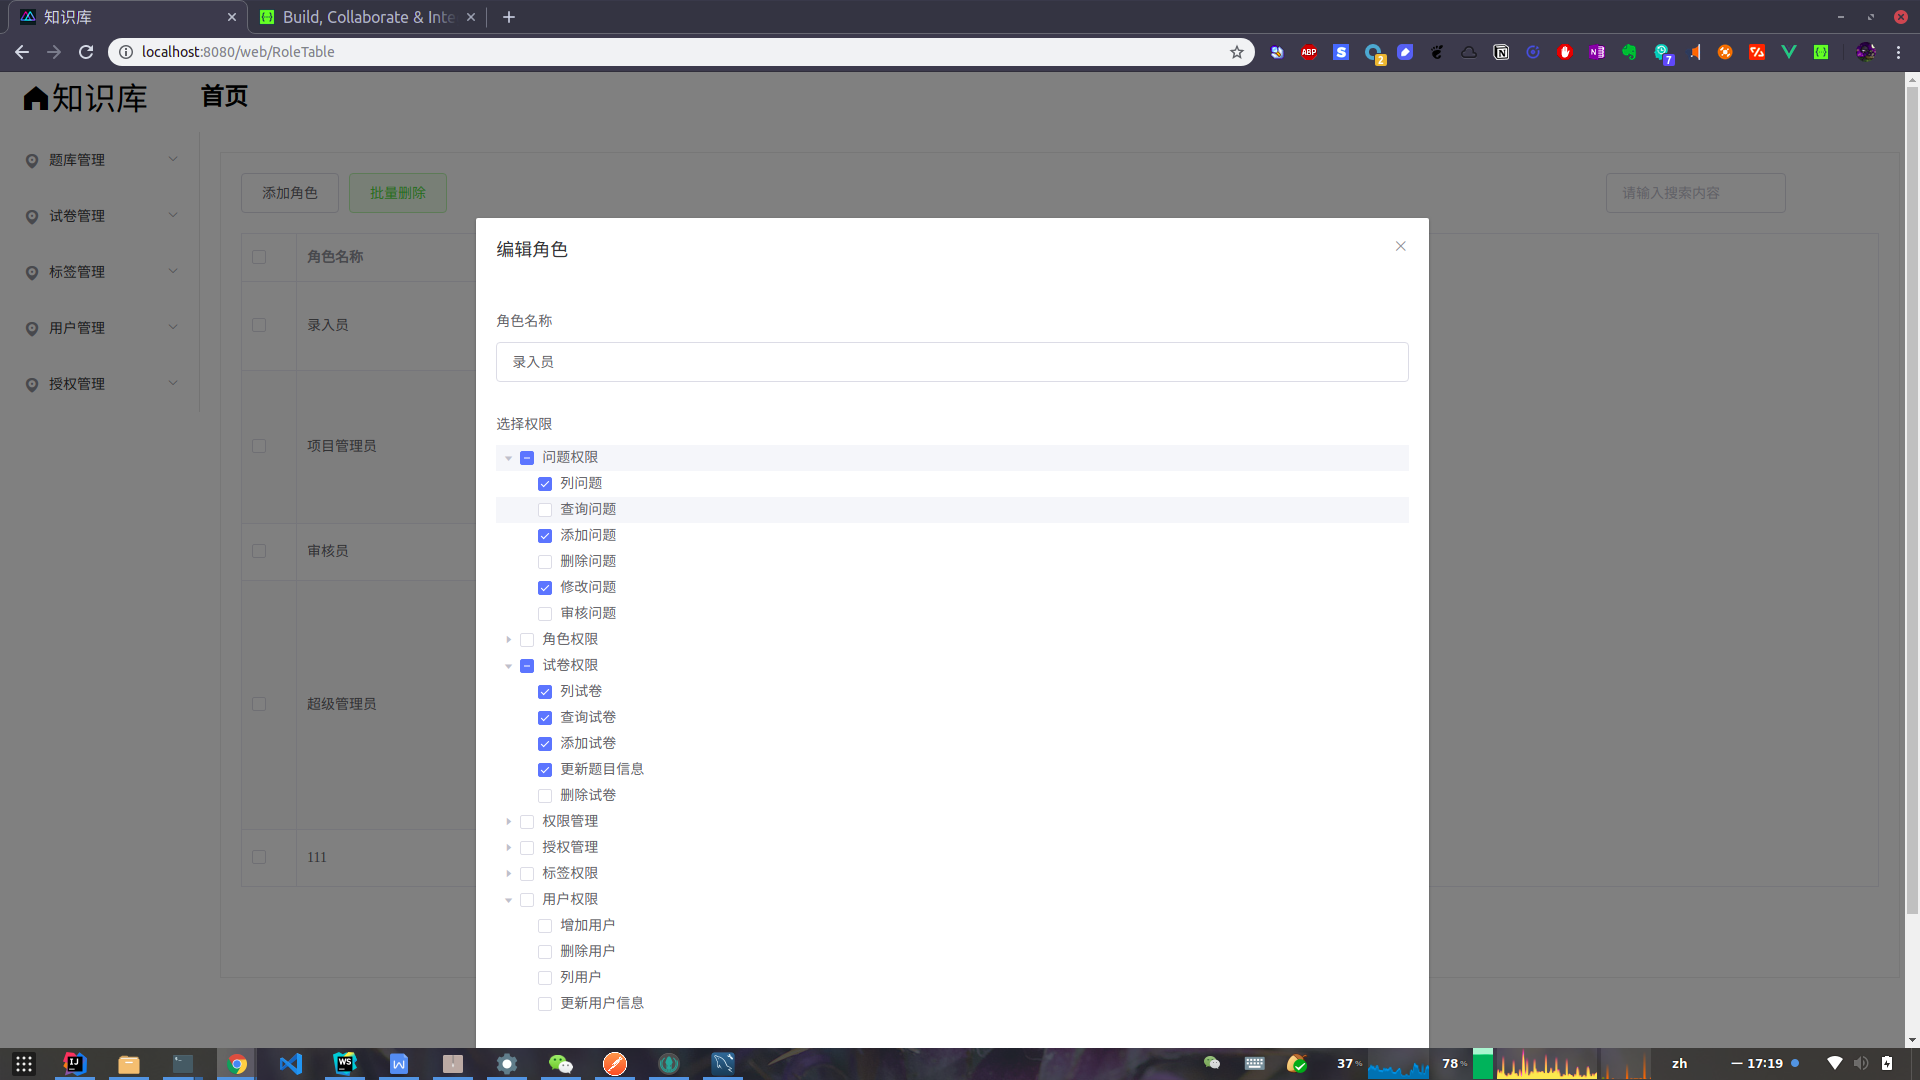 知识库
Build, Collaborate & Inte
localhost:8080/web/RoleTable
ABP
2
7
知识库
首页
题库管理
试卷管理
标签管理
用户管理
授权管理
添加角色
批量删除
请输入搜索内容
角色名称
录入员
项目管理员
审核员
超级管理员
111
编辑角色
角色名称
录入员
选择权限
问题权限
列问题
查询问题
添加问题
删除问题
修改问题
审核问题
角色权限
试卷权限
列试卷
查询试卷
添加试卷
更新题目信息
删除试卷
权限管理
授权管理
标签权限
用户权限
增加用户
删除用户
列用户
更新用户信息
37%
78%
zh
一 17:19